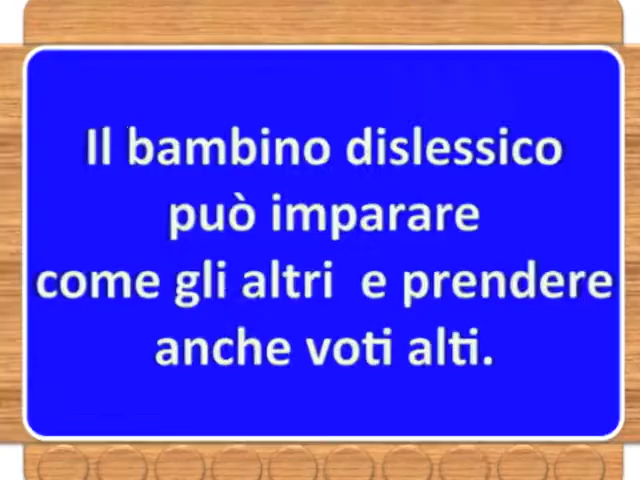 Il bambino dislessico
può imparare
come gli altri  e prendere
anche voti alti.